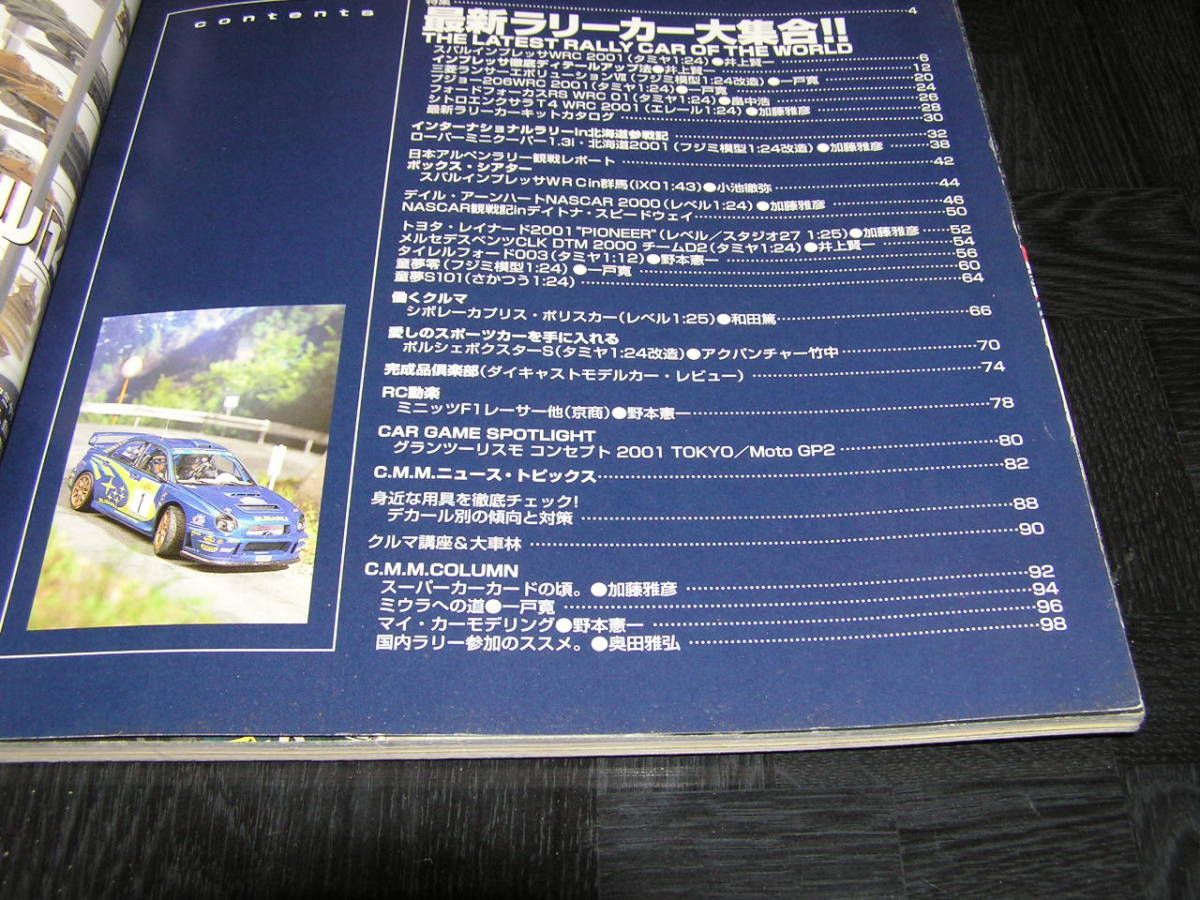 contents
特集 4
最新ラリーカー大集合!!
THE LATEST RALLY CAR OF THE WORLD
スバルインプレッサWRC 2001(タミヤ1:24)●井上賢一 6
インプレッサ徹底ディテールアップ法●井上賢一 12
三菱ランサーエボリューションⅦ(フジミ模型1:24改造)●一戸寛 20
プジョー206WRC 2001(タミヤ1:24)●一戸寛 24
フォードフォーカスRS WRC 01(タミヤ1:24)●畠中浩 26
シトロエンクサラT4 WRC 2001(エレール1:24)●加藤雅彦 28
最新ラリーカーキットカタログ 30
インターナショナルラリーin北海道参戦記 32
ローバーミニクーパー1.3i・北海道2001(フジミ模型1:24改造)●加藤雅彦 38
日本アルペンラリー観戦レポート 42
ボックス・シアター
スバルインプレッサWRCin群馬(iXO1:43)●小池徹弥 44
デイル・アーンハートNASCAR 2000(レベル1:24)●加藤雅彦 46
NASCAR観戦記inデイトナ・スピードウェイ 50
トヨタ・レイナード2001"PIONEER"(レベル/スタジオ27 1:25)●加藤雅彦 52
メルセデスベンツCLK DTM 2000 チームD2(タミヤ1:24)●井上賢一 54
タイレルフォード003(タミヤ1:12)●野本憲一 56
童夢零(フジミ模型1:24)●一戸寛 60
童夢S101(さかつう1:24) 64
働くクルマ
シボレーカプリス・ポリスカー(レベル1:25)●和田篤 66
愛しのスポーツカーを手に入れる
ポルシェボクスターS(タミヤ1:24改造)●アクパンチャー竹中 70
完成品倶楽部(ダイキャストモデルカー・レビュー) 74
RC動楽
ミニッツF1レーサー他(京商)●野本憲一 78
CAR GAME SPOTLIGHT
グランツーリスモ コンセプト 2001 TOKYO/Moto GP2 80
C.M.M.ニュース・トピックス 82
身近な用具を徹底チェック!
デカール別の傾向と対策 88
クルマ講座&大車林 90
C.M.M.COLUMN
スーパーカーカードの頃。●加藤雅彦 92
ミウラへの道●一戸寛 94
マイ・カーモデリング●野本憲一 96
国内ラリー参加のススメ。●奥田雅弘 98
1
SUBARU